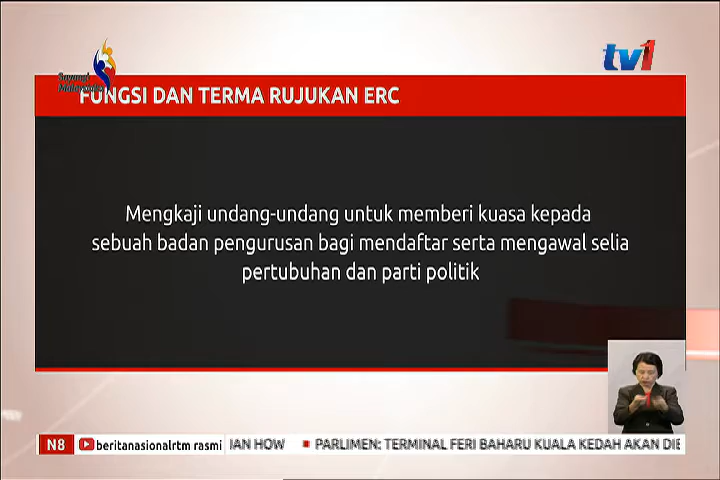 Sayangi
Malaysiaku
tv1
FUNGSI DAN TERMA RUJUKAN ERC
Mengkaji undang-undang untuk memberi kuasa kepada
sebuah badan pengurusan bagi mendaftar serta mengawal selia
pertubuhan dan parti politik
N8 beritanasionalrtm rasmi IAN HOW ▪ PARLIMEN: TERMINAL FERI BAHARU KUALA KEDAH AKAN DIE